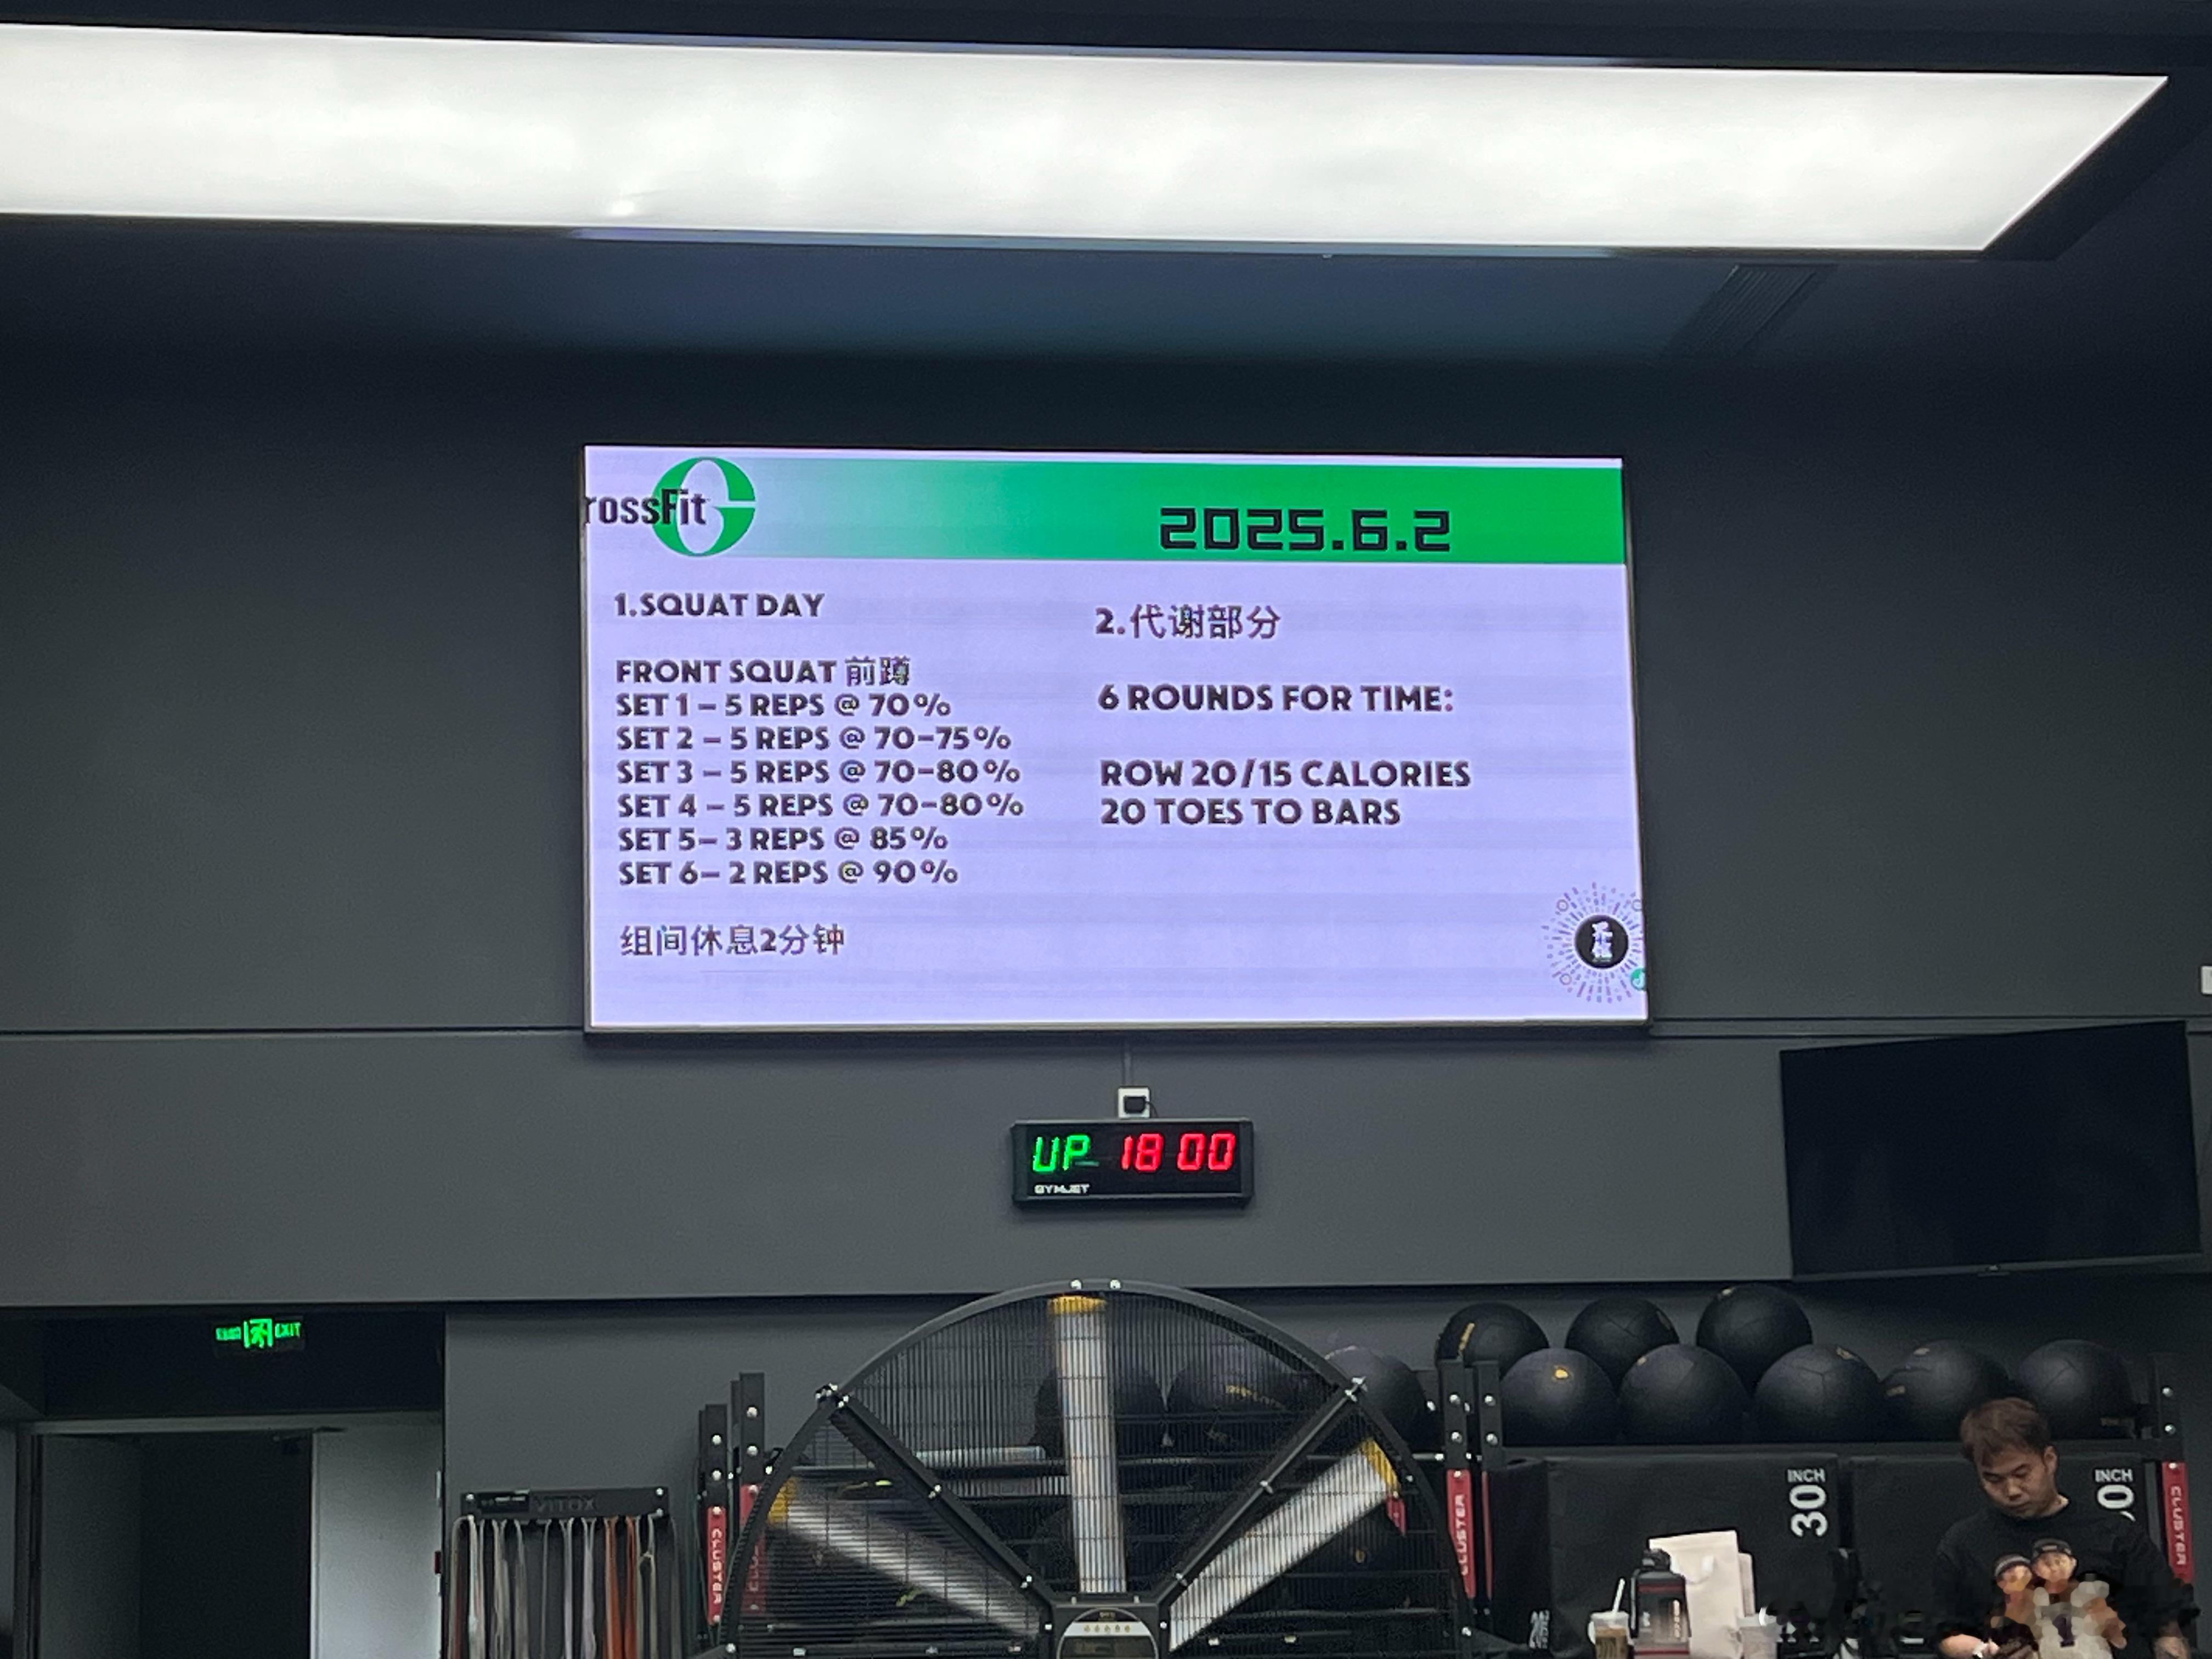 rossFit
2025.6.2
1.SQUAT DAY
FRONT SQUAT 前蹲
SET 1 – 5 REPS @ 70%
SET 2 – 5 REPS @ 70-75%
SET 3 – 5 REPS @ 70-80%
SET 4 – 5 REPS @ 70-80%
SET 5– 3 REPS @ 85%
SET 6– 2 REPS @ 90%
组间休息2分钟
2.代谢部分
6 ROUNDS FOR TIME:
ROW 20/15 CALORIES
20 TOES TO BARS
UP 18 00
GYMJET
EXIT
VITOX
CLUSTER
CLUSTER
CLUSTER
INCH
30
INCH